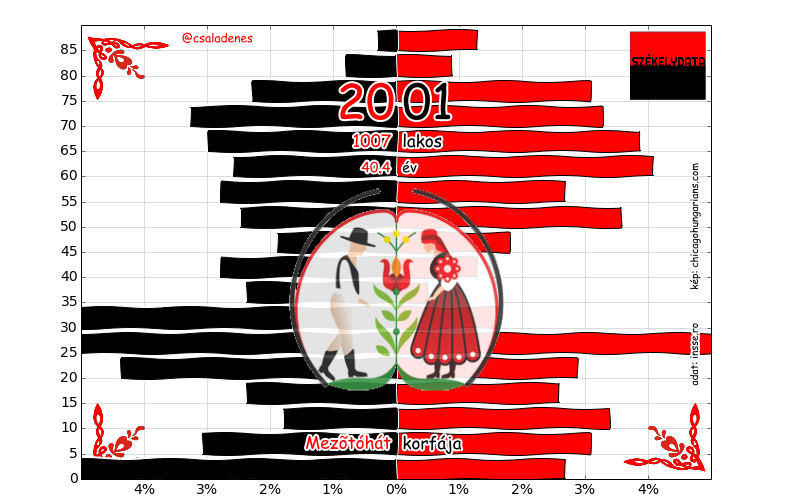 @csaladenes
SZÉKELYDATA
2001
1007 lakos
40.4 év
kép: chicagohungarians.com
adat: insse.ro
Mezőtóhát korfája
85
80
75
70
65
60
55
50
45
40
35
30
25
20
15
10
5
0
4% 3% 2% 1% 0% 1% 2% 3% 4%